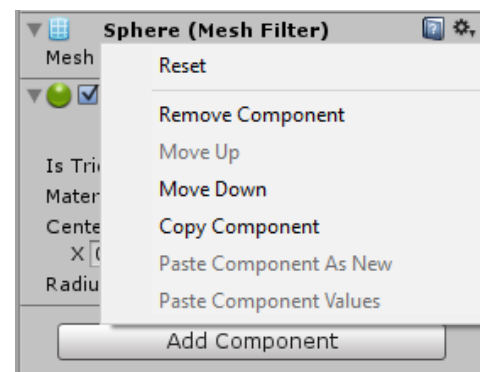 Sphere (Mesh Filter)
Mesh
Reset
Remove Component
Move Up
Is Tri
Move Down
Mater
Copy Component
Cente
X
Paste Component As New
Radiu
Paste Component Values
Add Component